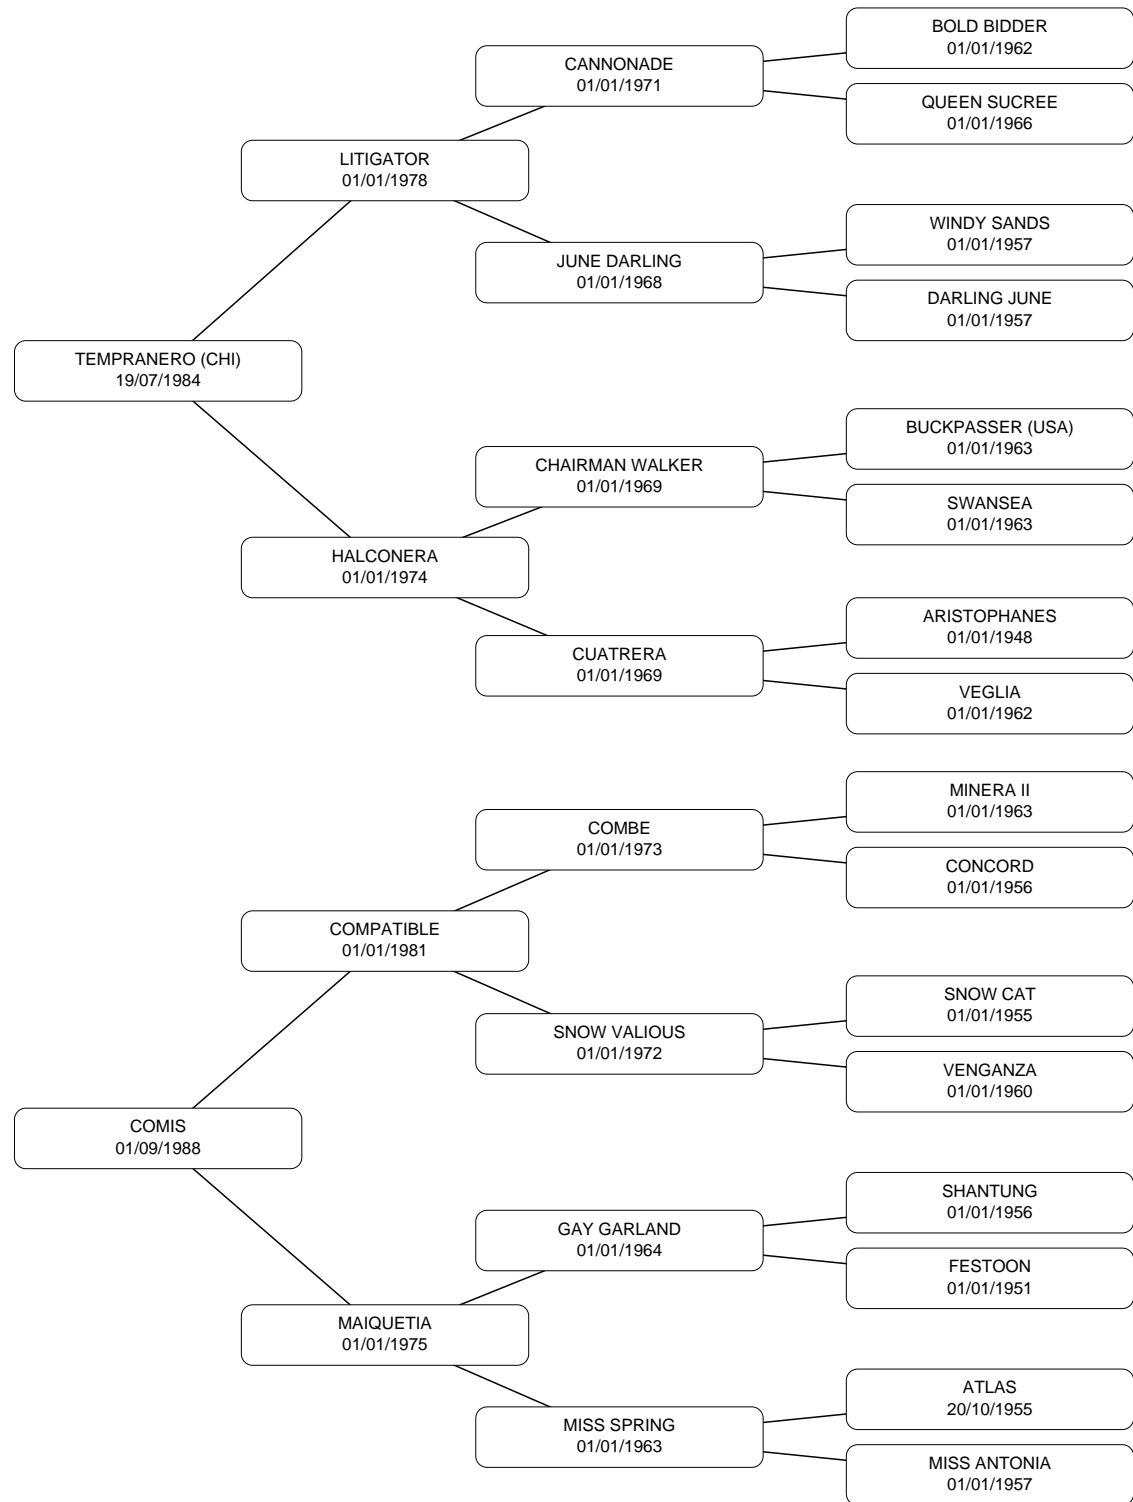 BOLD BIDDER
01/01/1962
CANNONADE
01/01/1971
QUEEN SUCREE
01/01/1966
LITIGATOR
01/01/1978
WINDY SANDS
01/01/1957
JUNE DARLING
01/01/1968
DARLING JUNE
01/01/1957
TEMPRANERO (CHI)
19/07/1984
BUCKPASSER (USA)
01/01/1963
CHAIRMAN WALKER
01/01/1969
SWANSEA
01/01/1963
HALCONERA
01/01/1974
ARISTOPHANES
01/01/1948
CUATRERA
01/01/1969
VEGLIA
01/01/1962
MINERA II
01/01/1963
COMBE
01/01/1973
CONCORD
01/01/1956
COMPATIBLE
01/01/1981
SNOW CAT
01/01/1955
SNOW VALIOUS
01/01/1972
VENGANZA
01/01/1960
COMIS
01/09/1988
SHANTUNG
01/01/1956
GAY GARLAND
01/01/1964
FESTOON
01/01/1951
MAIQUETIA
01/01/1975
ATLAS
20/10/1955
MISS SPRING
01/01/1963
MISS ANTONIA
01/01/1957